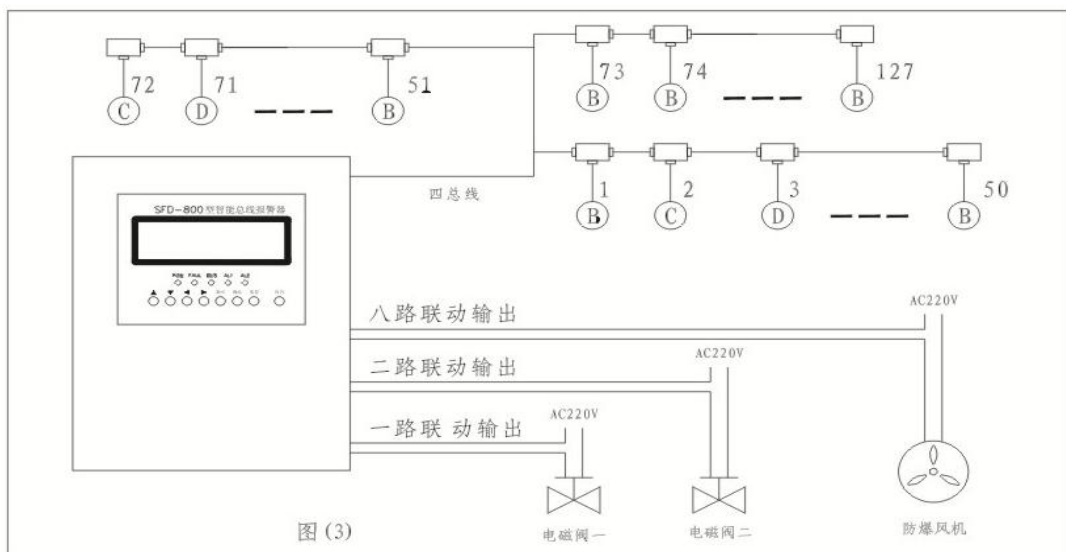 72 71 51
C D B
73 74 127
B B B
四总线
1 2 3 50
B C D B
SFD-800型智能总线报警器
AL1 AL2
八路联动输出
AC220V
二路联动输出
AC220V
一路联动输出
AC220V
电磁阀一
电磁阀二
防爆风机
图(3)